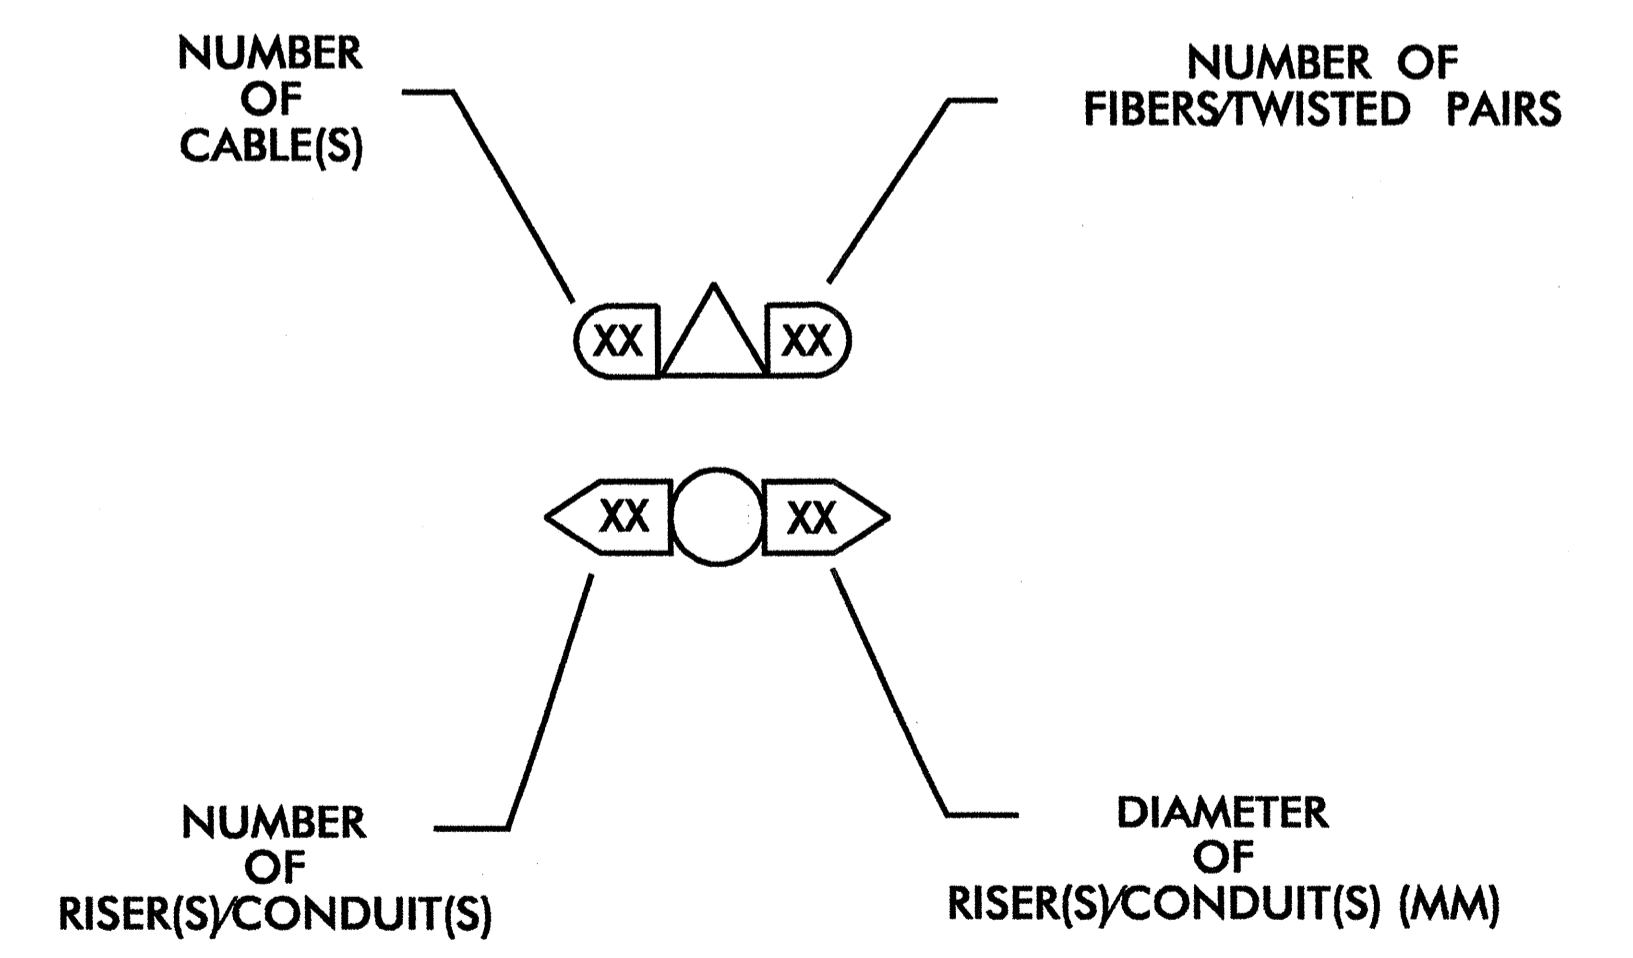 NUMBER
OF
CABLE(S)
NUMBER OF
FIBERS/TWISTED PAIRS
XX
XX
XX
XX
NUMBER
OF
RISER(S)/CONDUIT(S)
DIAMETER
OF
RISER(S)/CONDUIT(S) (MM)